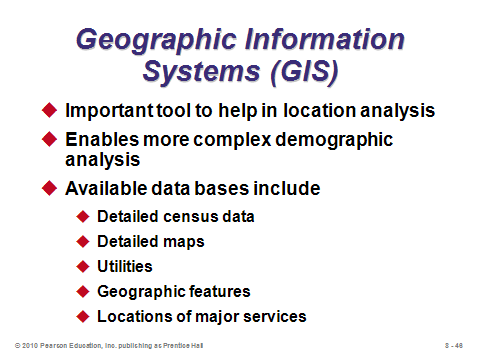 Geographic Information
Systems (GIS)
Important tool to help in location analysis
Enables more complex demographic
analysis
Available data bases include
Detailed census data
Detailed maps
Utilities
Geographic features
Locations of major services
© 2010 Pearson Education, Inc. publishing as Prentice Hall
8 - 46